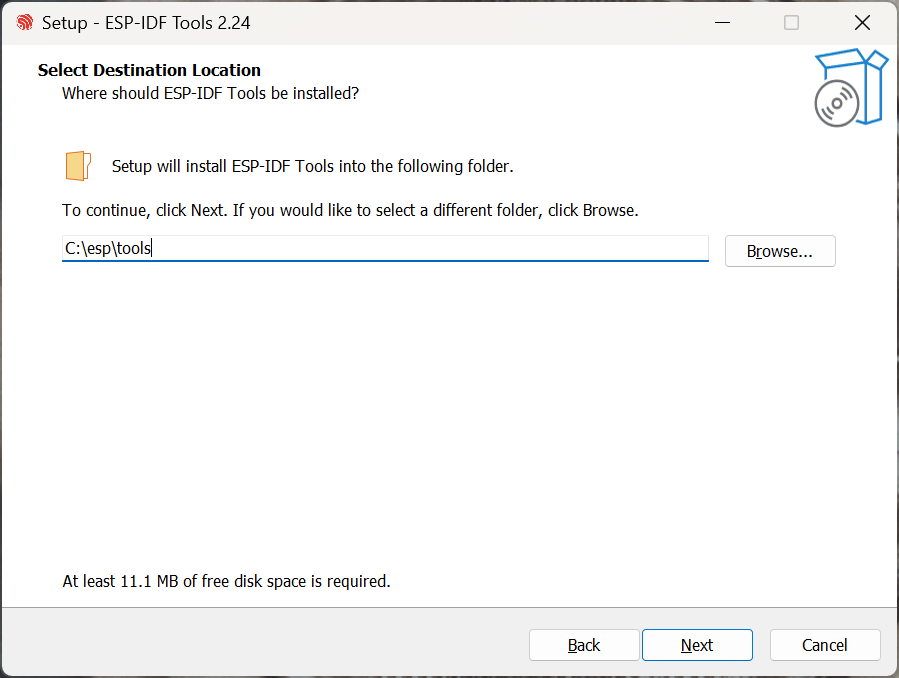 Setup - ESP-IDF Tools 2.24
Select Destination Location
Where should ESP-IDF Tools be installed?
Setup will install ESP-IDF Tools into the following folder.
To continue, click Next. If you would like to select a different folder, click Browse.
C:\esp\tools
Browse...
At least 11.1 MB of free disk space is required.
Back
Next
Cancel